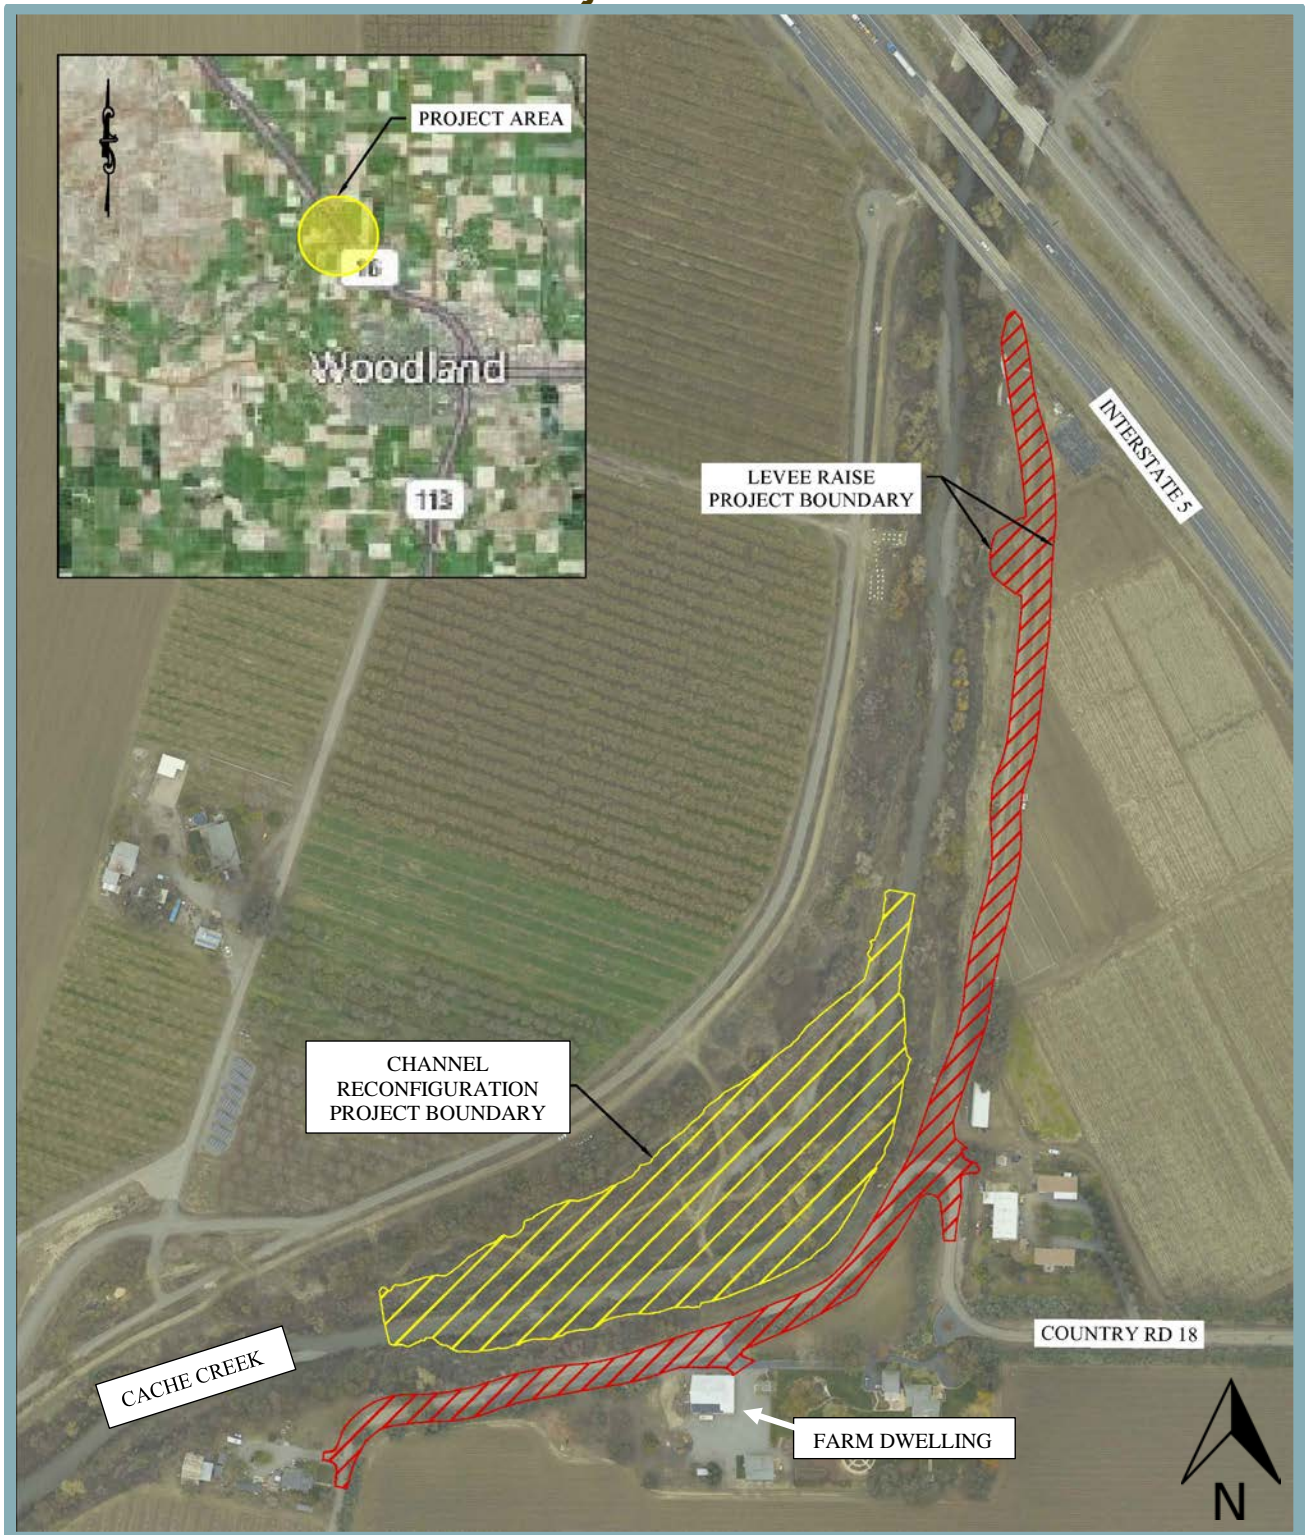 PROJECT AREA
16
Woodland
113
LEVEE RAISE
PROJECT BOUNDARY
INTERSTATE 5
CHANNEL
RECONFIGURATION
PROJECT BOUNDARY
COUNTRY RD 18
CACHE CREEK
FARM DWELLING
N